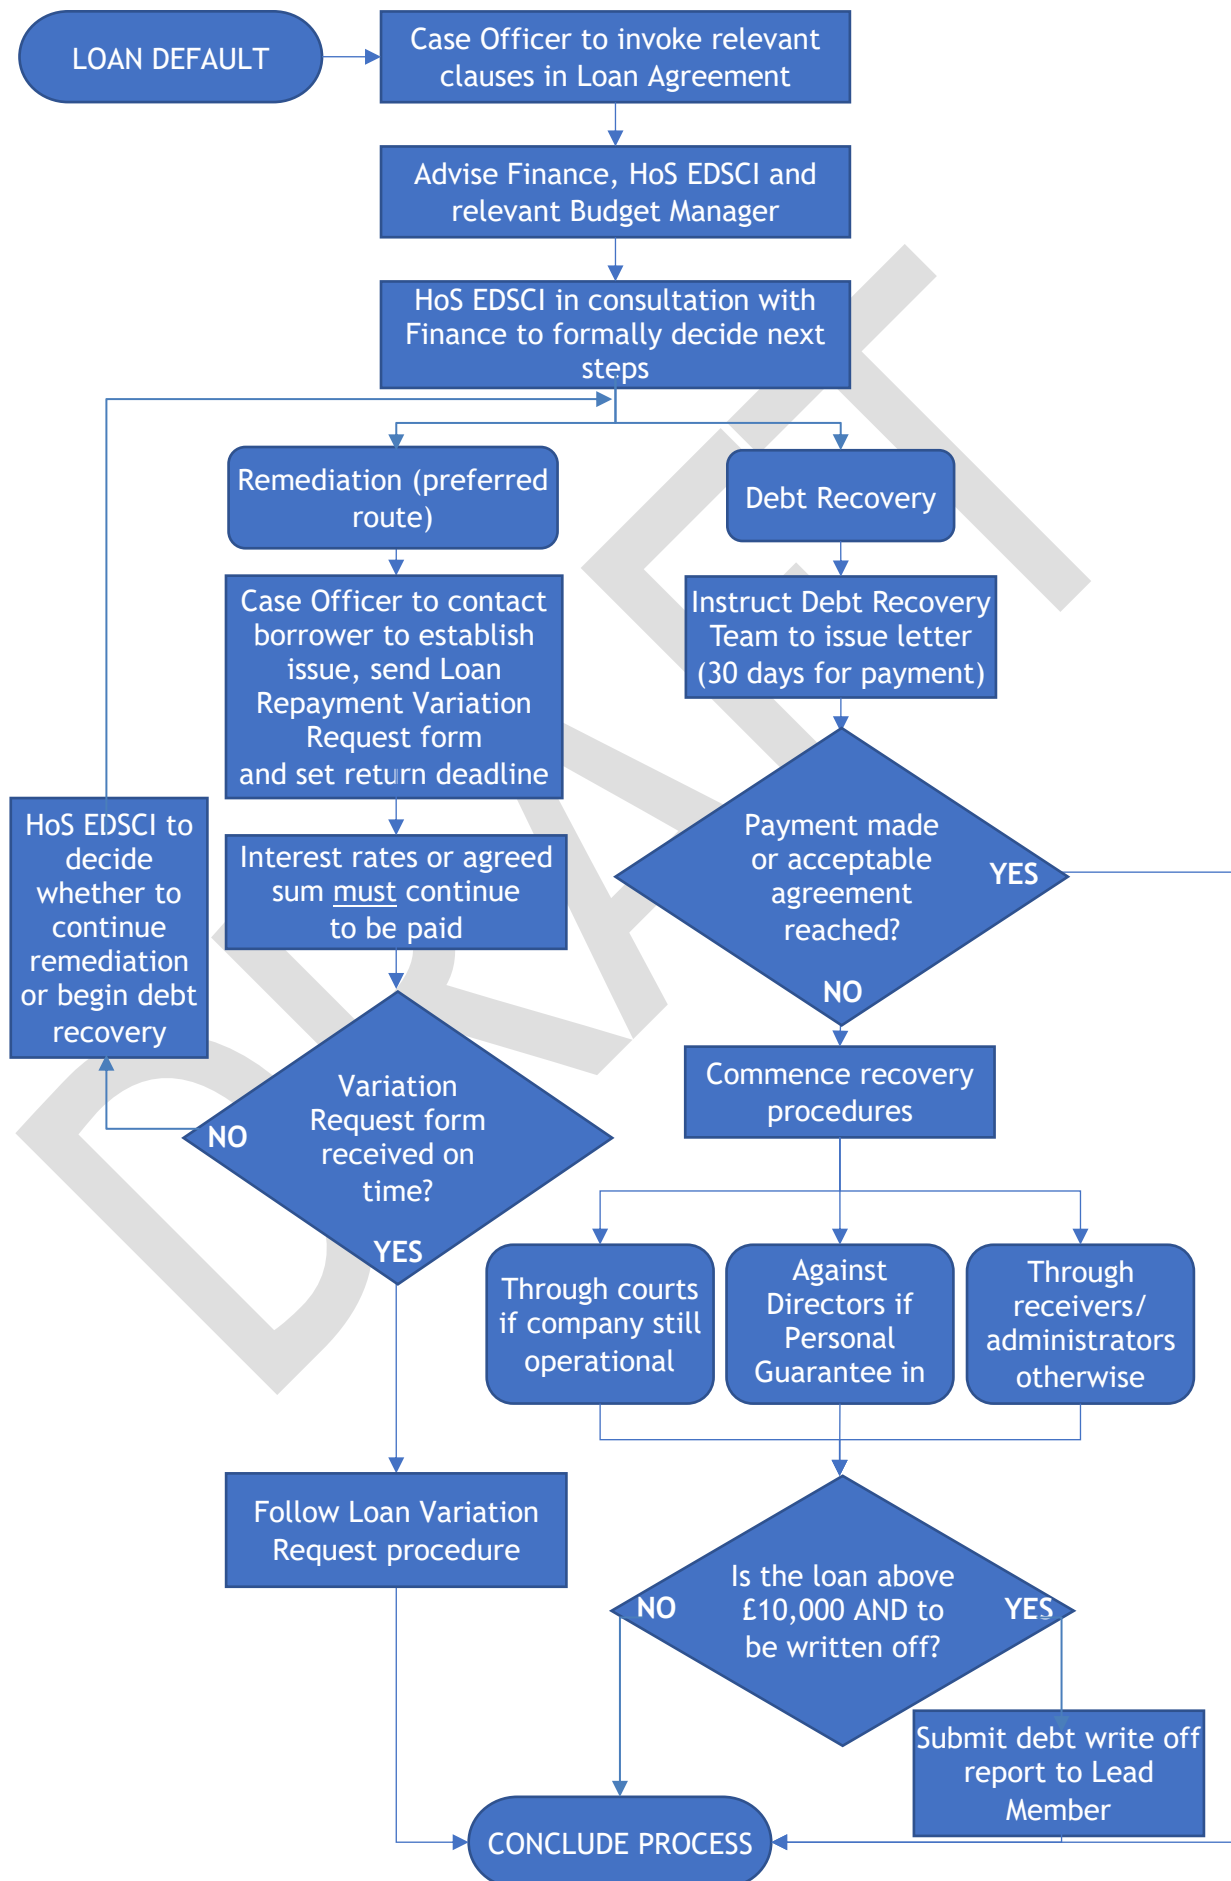 LOAN DEFAULT
Case Officer to invoke relevant
clauses in Loan Agreement
Advise Finance, HoS EDSCI and
relevant Budget Manager
HoS EDSCI in consultation with
Finance to formally decide next
steps
Remediation (preferred
route)
Debt Recovery
Case Officer to contact
borrower to establish
issue, send Loan
Repayment Variation
Request form
and set return deadline
Instruct Debt Recovery
Team to issue letter
(30 days for payment)
HoS EDSCI to
decide
whether to
continue
remediation
or begin debt
recovery
Interest rates or agreed
sum must continue
to be paid
Payment made
or acceptable
agreement
reached?
YES
NO
Variation
Request form
received on
time?
NO
YES
Commence recovery
procedures
Through courts
if company still
operational
Against
Directors if
Personal
Guarantee in
Through
receivers/
administrators
otherwise
Follow Loan Variation
Request procedure
Is the loan above
£10,000 AND to
be written off?
NO
YES
Submit debt write off
report to Lead
Member
CONCLUDE PROCESS
DRAFT